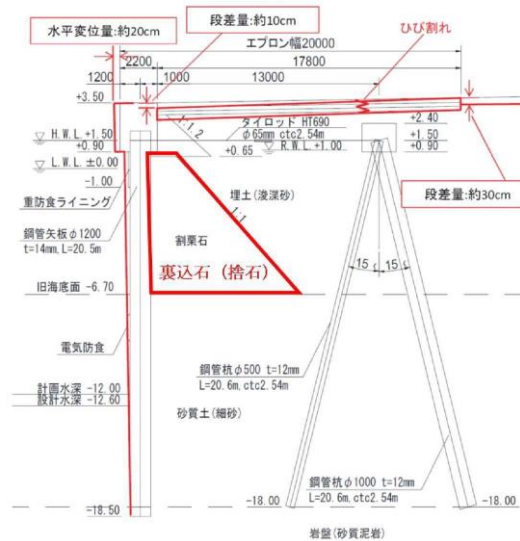 水平変位量:約20cm
段差量:約10cm
ひび割れ
エプロン幅20000
2200
17800
1200
1000
13000
+3.50
1:1.2
タイロッド HT690
φ65mm ctc2.54m
+2.40
H.W.L.+1.50
+0.90
+0.65
R.W.L.+1.00
+1.50
+0.90
L.W.L.±0.00
-1.00
段差量:約30cm
重防食ライニング
埋土(浚渫砂)
1:1
鋼管矢板φ1200
t=14mm,L=20.5m
割栗石
裏込石(捨石)
15
15
旧海底面 -6.70
電気防食
鋼管杭φ500 t=12mm
L=20.6m,ctc2.54m
計画水深 -12.00
設計水深 -12.60
砂質土(細砂)
鋼管杭φ1000 t=12mm
L=20.6m,ctc2.54m
-18.50
-18.00
-18.00
岩盤(砂質泥岩)